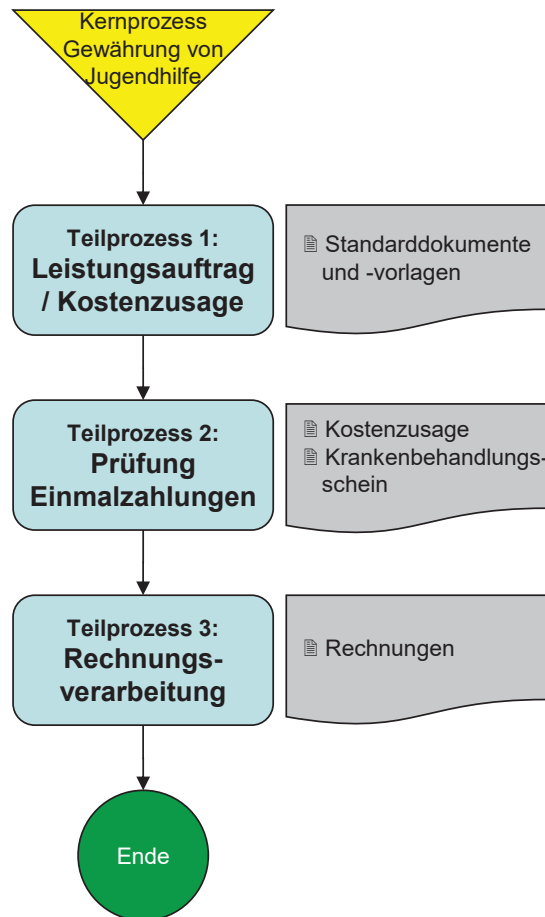 Kernprozess
Gewährung von
Jugendhilfe
Teilprozess 1:
Leistungsauftrag
/ Kostenzusage
Standarddokumente
und -vorlagen
Teilprozess 2:
Prüfung
Einmalzahlungen
Kostenzusage
Krankenbehandlungs-
schein
Teilprozess 3:
Rechnungs-
verarbeitung
Rechnungen
Ende